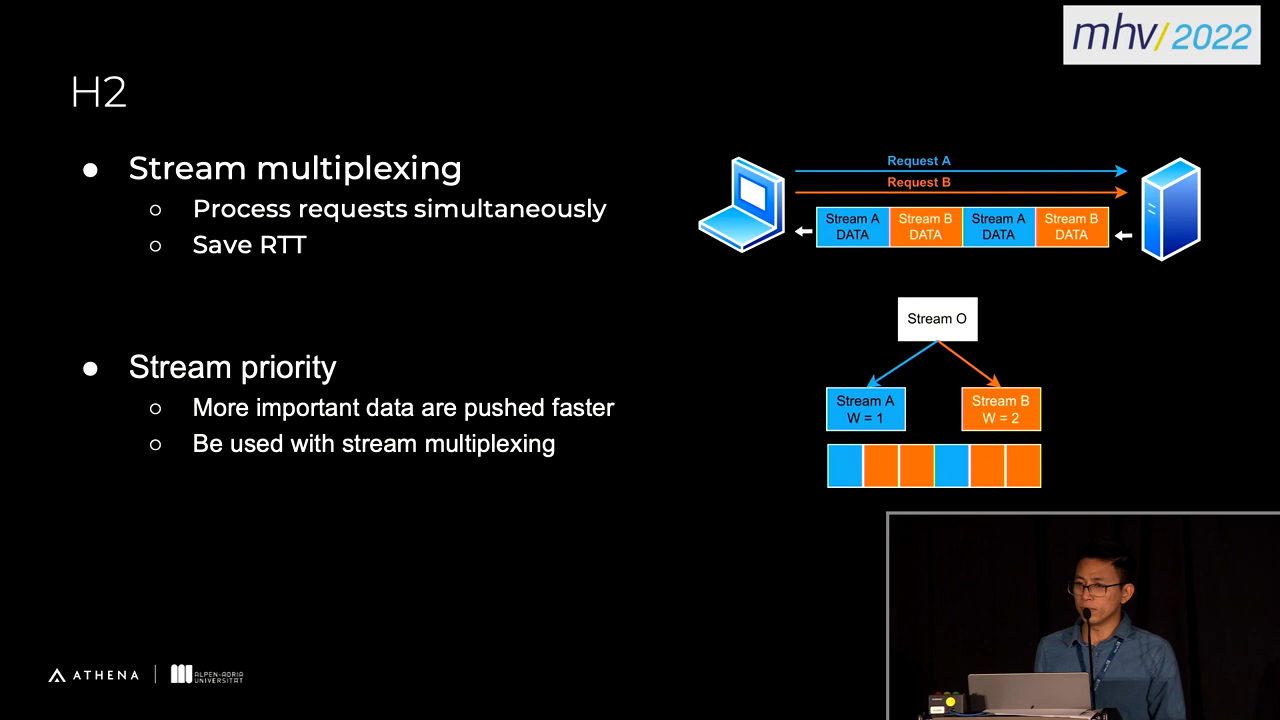 mhv/2022
H2
Stream multiplexing
Process requests simultaneously
Save RTT
Stream priority
More important data are pushed faster
Be used with stream multiplexing
Request A
Request B
Stream A DATA
Stream B DATA
Stream A DATA
Stream B DATA
Stream O
Stream A
W = 1
Stream B
W = 2
ATHENA
ALPEN-ADRIA
UNIVERSITÄT